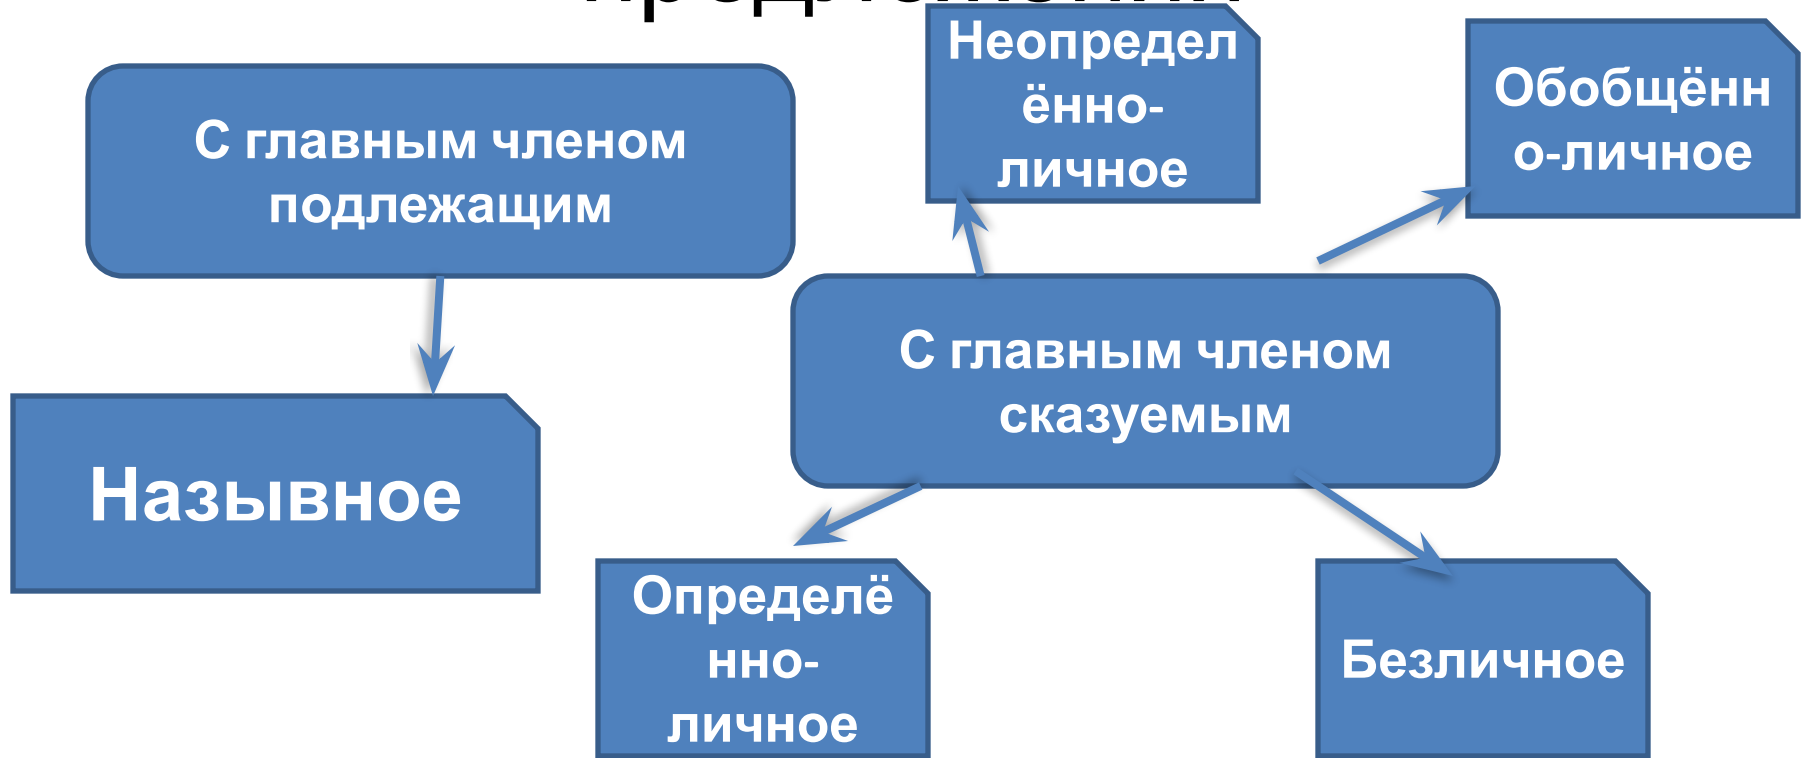 С главным членом
подлежащим
Неопредел
ённо-
личное
Обобщённ
о-личное
С главным членом
сказуемым
Назывное
Определё
нно-
личное
Безличное